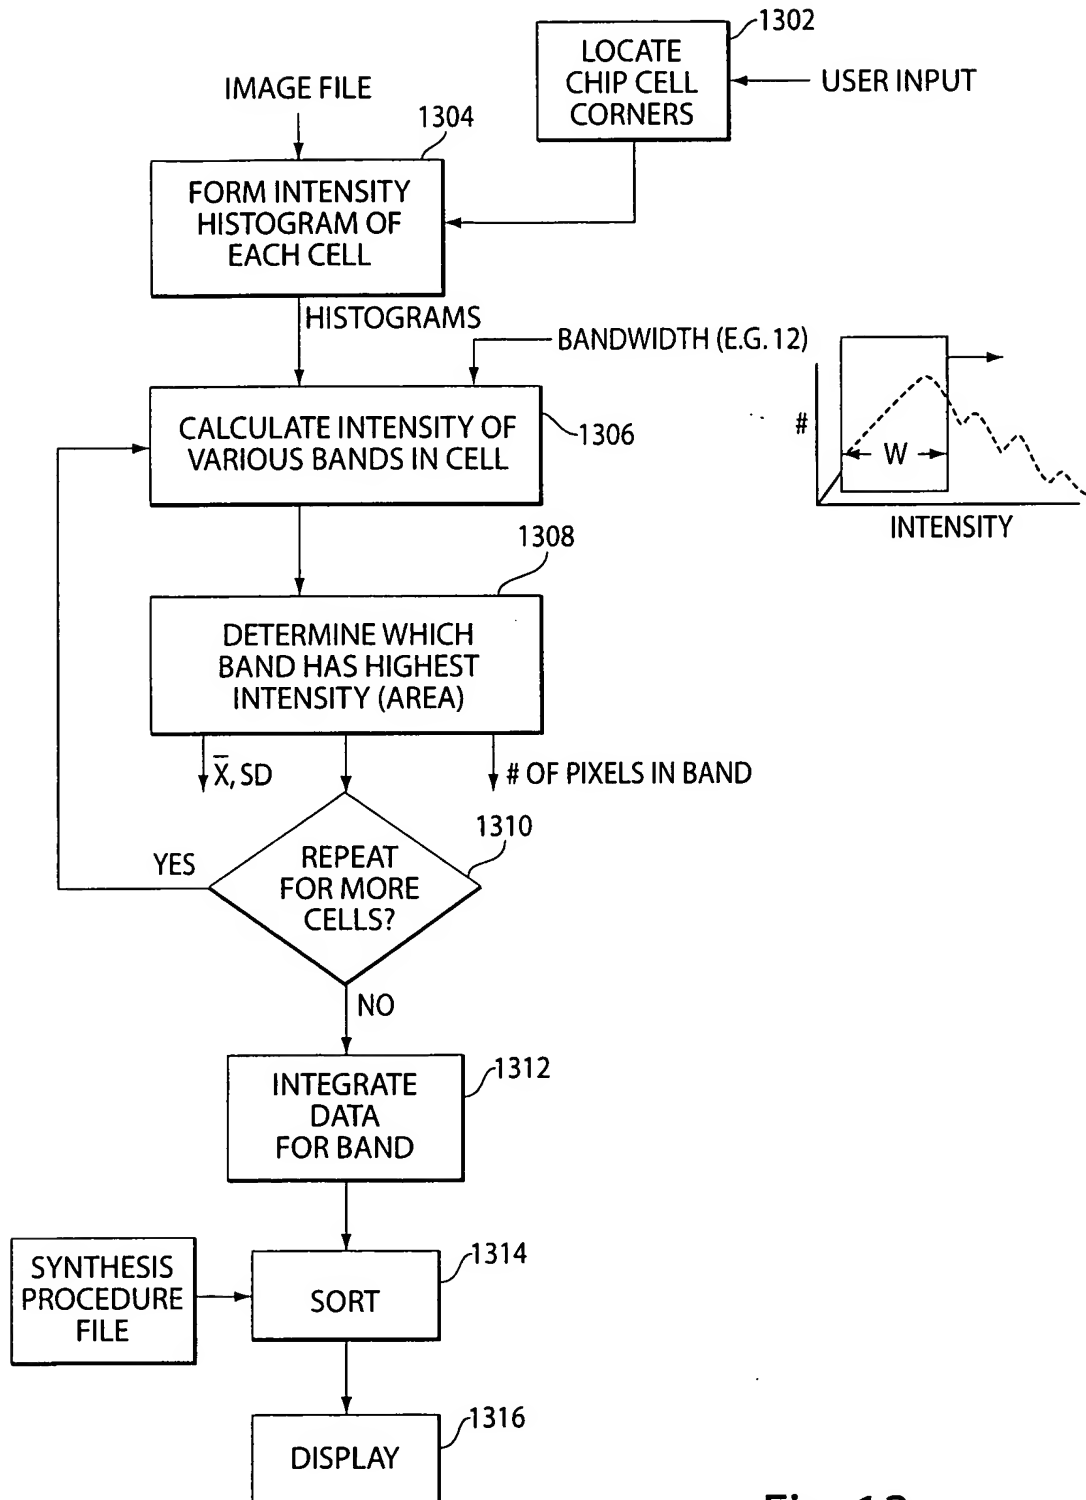 1302
LOCATE
CHIP CELL
CORNERS
USER INPUT
IMAGE FILE
1304
FORM INTENSITY
HISTOGRAM OF
EACH CELL
HISTOGRAMS
BANDWIDTH (E.G. 12)
CALCULATE INTENSITY OF
VARIOUS BANDS IN CELL
1306
#
W
INTENSITY
1308
DETERMINE WHICH
BAND HAS HIGHEST
INTENSITY (AREA)
X̅, SD
# OF PIXELS IN BAND
1310
YES
REPEAT
FOR MORE
CELLS?
NO
1312
INTEGRATE
DATA
FOR BAND
SYNTHESIS
PROCEDURE
FILE
1314
SORT
1316
DISPLAY